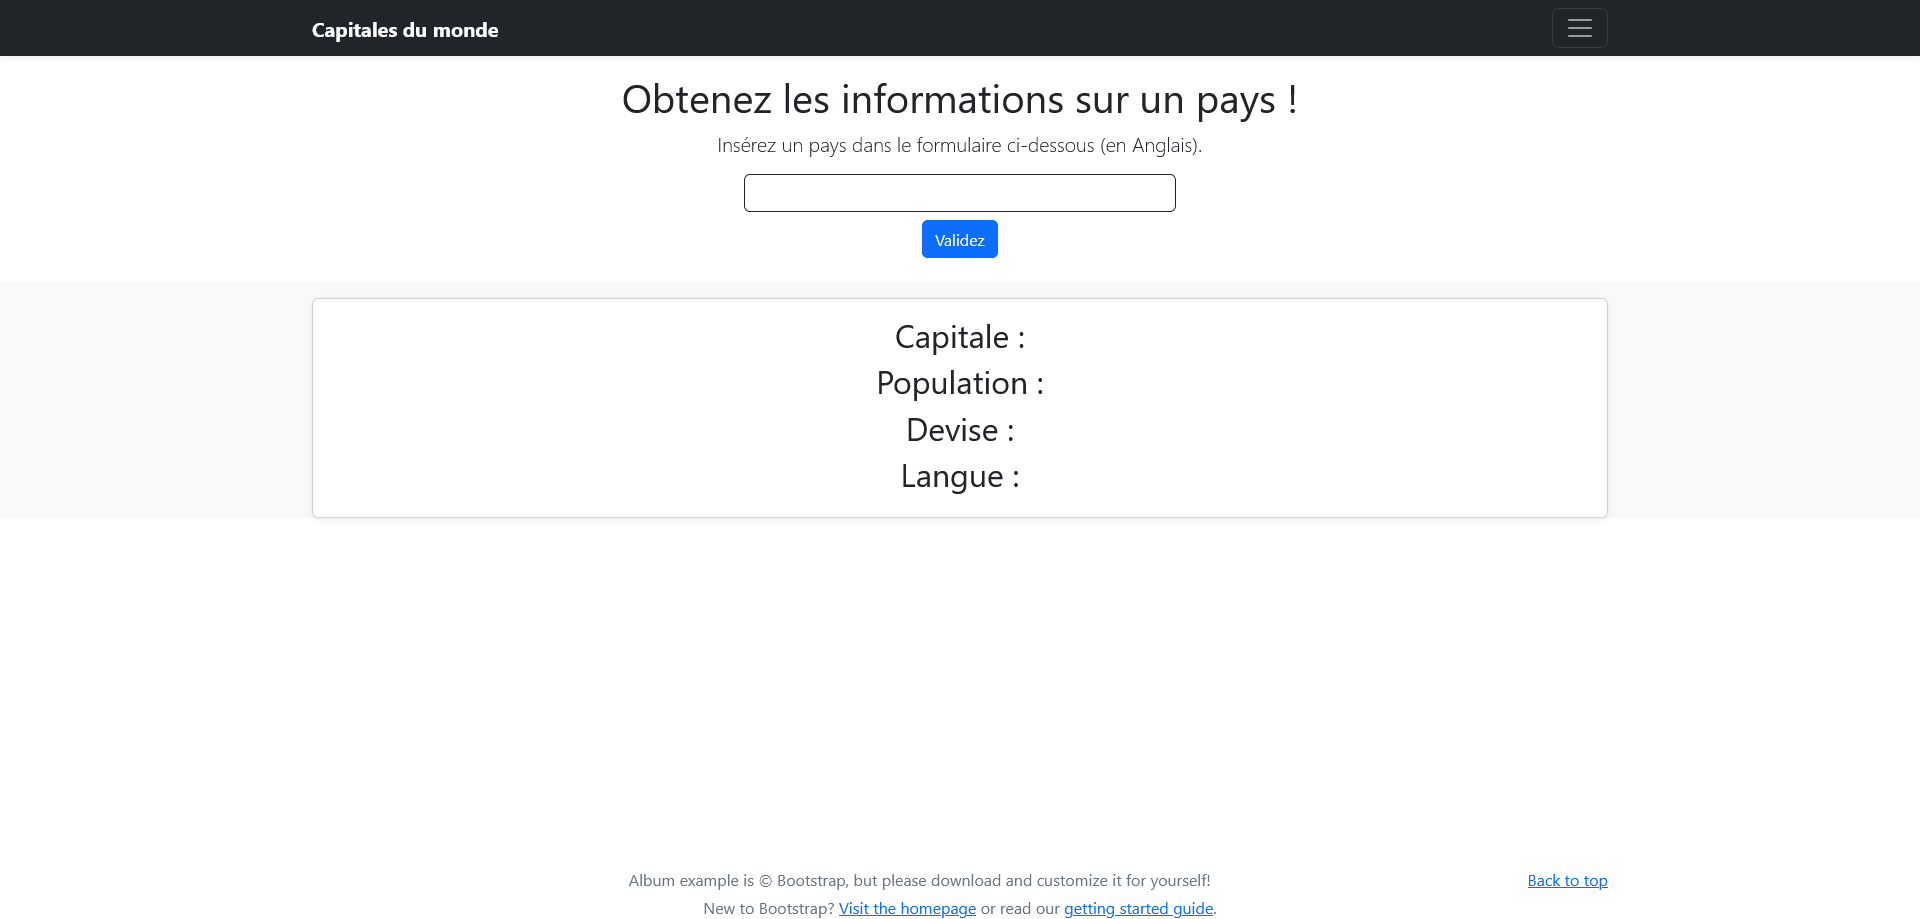 Capitales du monde
Obtenez les informations sur un pays !
Insérez un pays dans le formulaire ci-dessous (en Anglais).
Validez
Capitale :
Population :
Devise :
Langue :
Album example is © Bootstrap, but please download and customize it for yourself!
Back to top
New to Bootstrap? Visit the homepage or read our getting started guide.